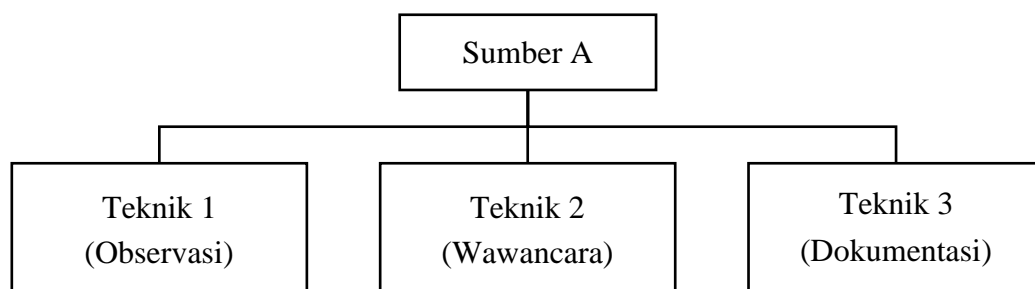 Sumber A
Teknik 1
(Observasi)
Teknik 2
(Wawancara)
Teknik 3
(Dokumentasi)